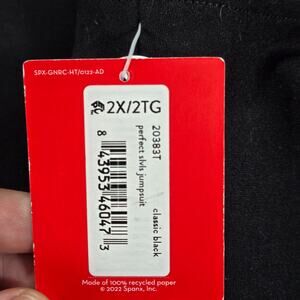 SPX-GNRC-HT/0122-AD
2X/2TG
20383T
perfect slvls jumpsuit
classic black
8 43953 46047 3
Made of 100% recycled paper
© 2022 Spanx, Inc.